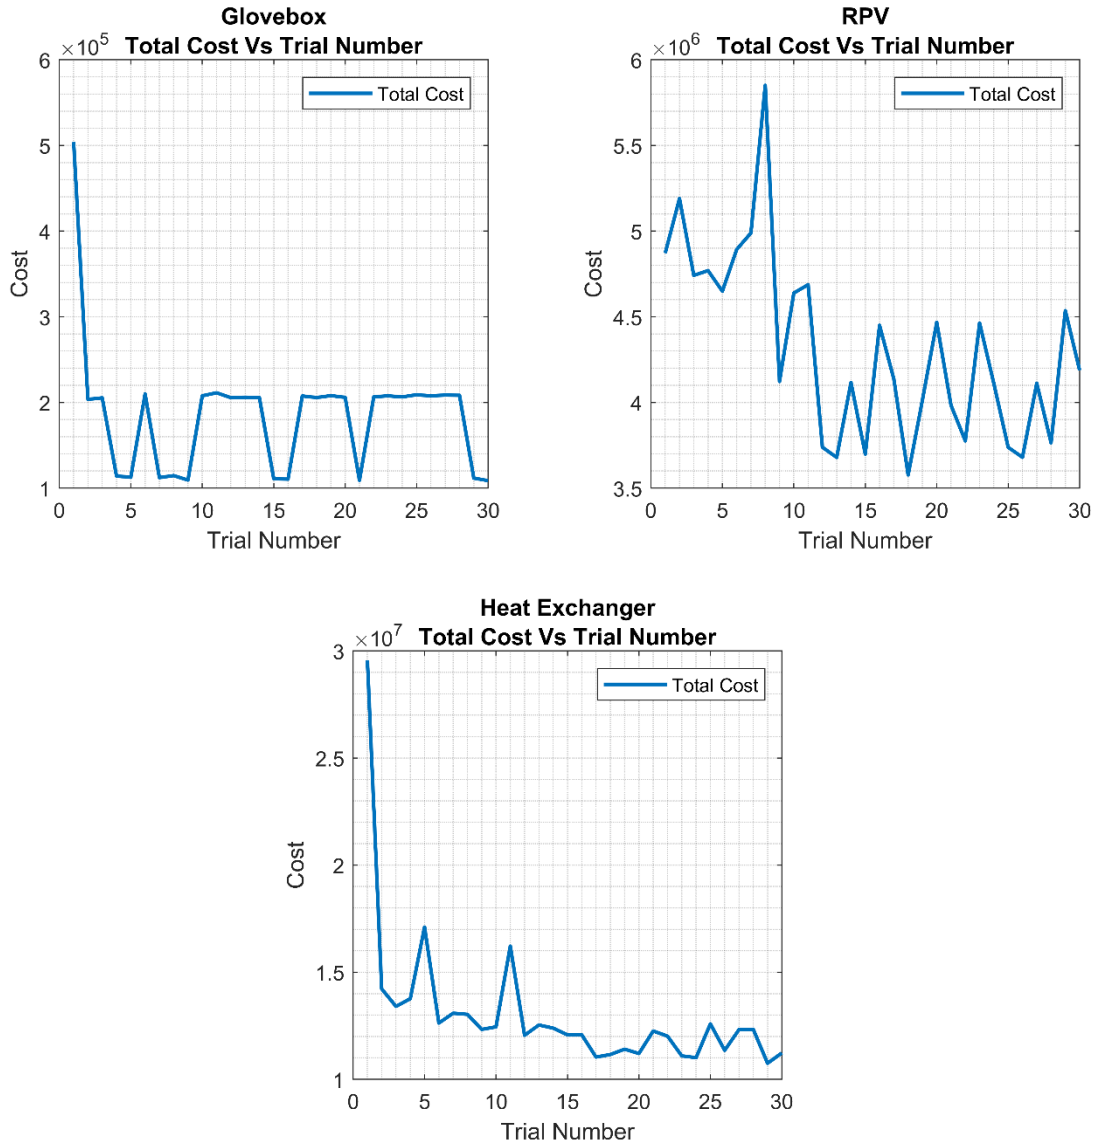 Glovebox
Total Cost Vs Trial Number
×10^5
Total Cost
6
5
4
3
2
1
Cost
0 5 10 15 20 25 30
Trial Number
RPV
Total Cost Vs Trial Number
×10^6
Total Cost
6
5.5
5
4.5
4
3.5
Cost
0 5 10 15 20 25 30
Trial Number
Heat Exchanger
Total Cost Vs Trial Number
×10^7
Total Cost
3
2.5
2
1.5
1
Cost
0 5 10 15 20 25 30
Trial Number